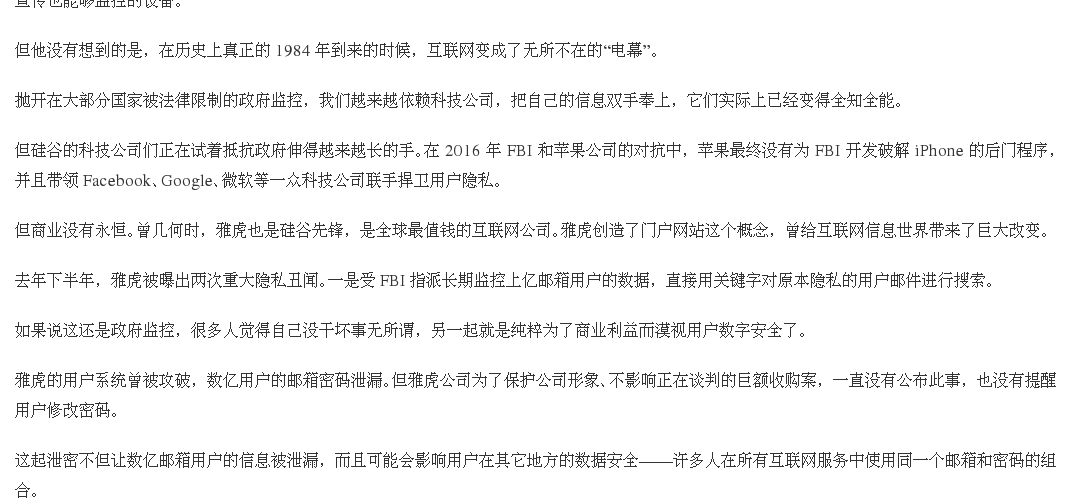 宣传也能够监控的设备。
但他没有想到的是，在历史上真正的 1984 年到来的时候，互联网变成了无所不在的“电幕”。
抛开在大部分国家被法律限制的政府监控，我们越来越依赖科技公司，把自己的信息双手奉上，它们实际上已经变得全知全能。
但硅谷的科技公司们正在试着抵抗政府伸得越来越长的手。在 2016 年 FBI 和苹果公司的对抗中，苹果最终没有为 FBI 开发破解 iPhone 的后门程序，
并且带领 Facebook、Google、微软等一众科技公司联手捍卫用户隐私。
但商业没有永恒。曾几何时，雅虎也是硅谷先锋，是全球最值钱的互联网公司。雅虎创造了门户网站这个概念，曾给互联网信息世界带来了巨大改变。
去年下半年，雅虎被曝出两次重大隐私丑闻。一是受 FBI 指派长期监控上亿邮箱用户的数据，直接用关键字对原本隐私的用户邮件进行搜索。
如果说这还是政府监控，很多人觉得自己没干坏事无所谓，另一起就是纯粹为了商业利益而漠视用户数字安全了。
雅虎的用户系统曾被攻破，数亿用户的邮箱密码泄漏。但雅虎公司为了保护公司形象、不影响正在谈判的巨额收购案，一直没有公布此事，也没有提醒
用户修改密码。
这起泄密不但让数亿邮箱用户的信息被泄漏，而且可能会影响用户在其它地方的数据安全——许多人在所有互联网服务中使用同一个邮箱和密码的组
合。